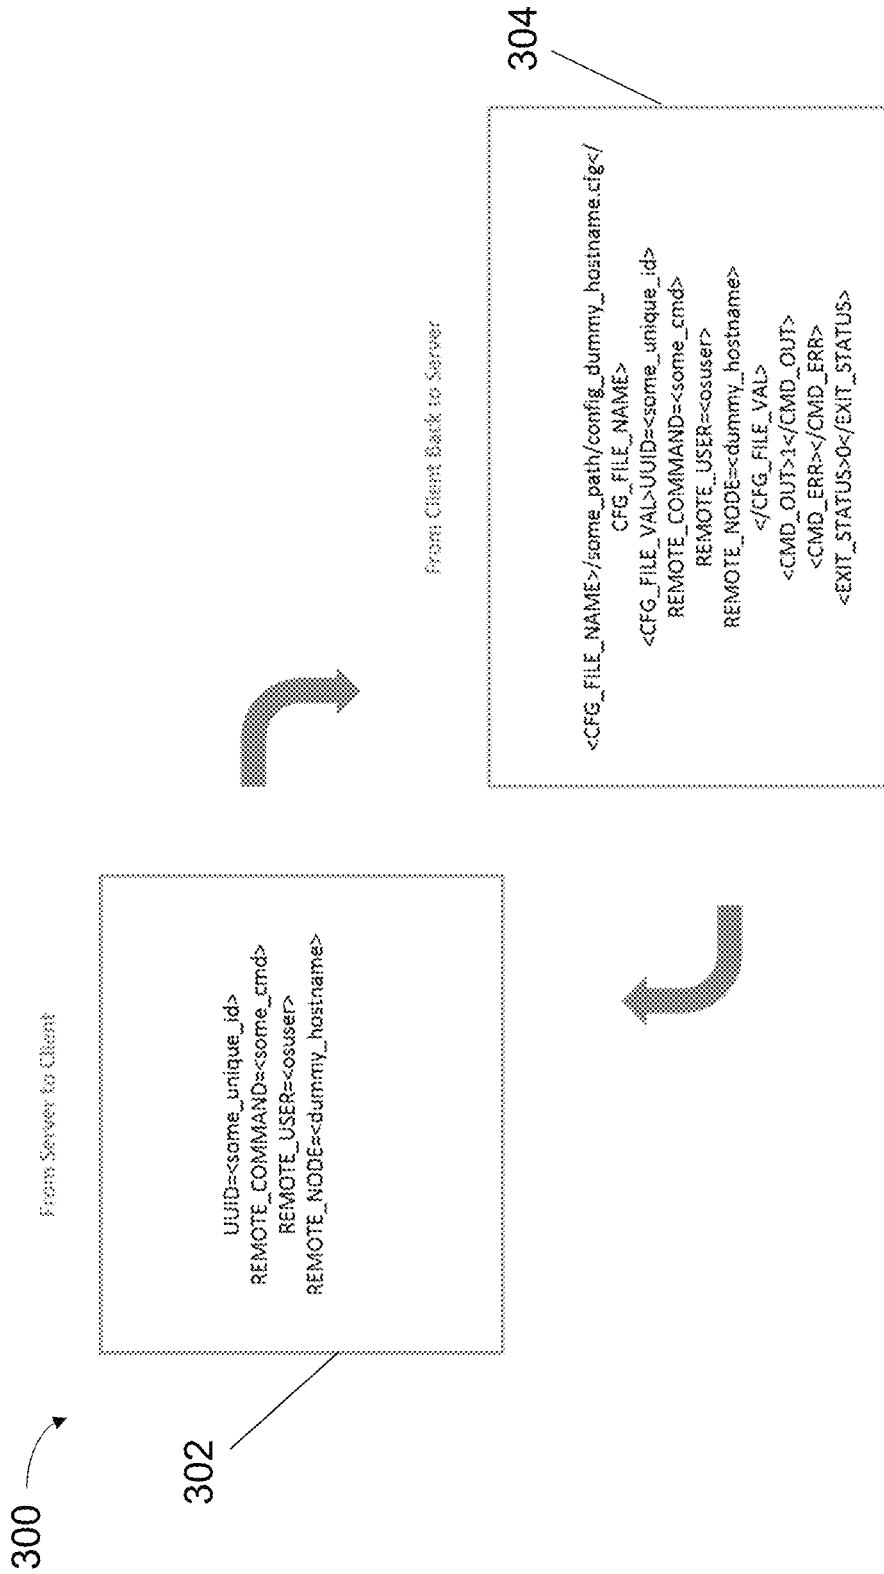 300
From Server to Client
302
UUID=<some_unique_id>
REMOTE_COMMAND=<some_cmd>
REMOTE_USER=<osuser>
REMOTE_NODE=<dummy_hostname>
From Client Back to Server
304
<CFG_FILE_NAME>/some_path/config_dummy_hostname.cfg</
CFG_FILE_NAME>
<CFG_FILE_VAL>UUID=<some_unique_id>
REMOTE_COMMAND=<some_cmd>
REMOTE_USER=<osuser>
REMOTE_NODE=<dummy_hostname>
</CFG_FILE_VAL>
<CMD_OUT>1</CMD_OUT>
<CMD_ERR></CMD_ERR>
<EXIT_STATUS>0</EXIT_STATUS>